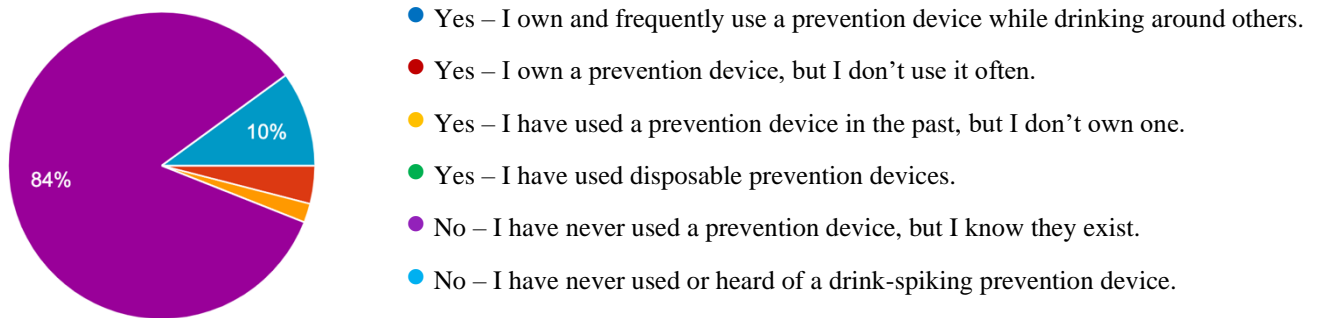 Yes – I own and frequently use a prevention device while drinking around others.
Yes – I own a prevention device, but I don’t use it often.
10%
Yes – I have used a prevention device in the past, but I don’t own one.
84%
Yes – I have used disposable prevention devices.
No – I have never used a prevention device, but I know they exist.
No – I have never used or heard of a drink-spiking prevention device.